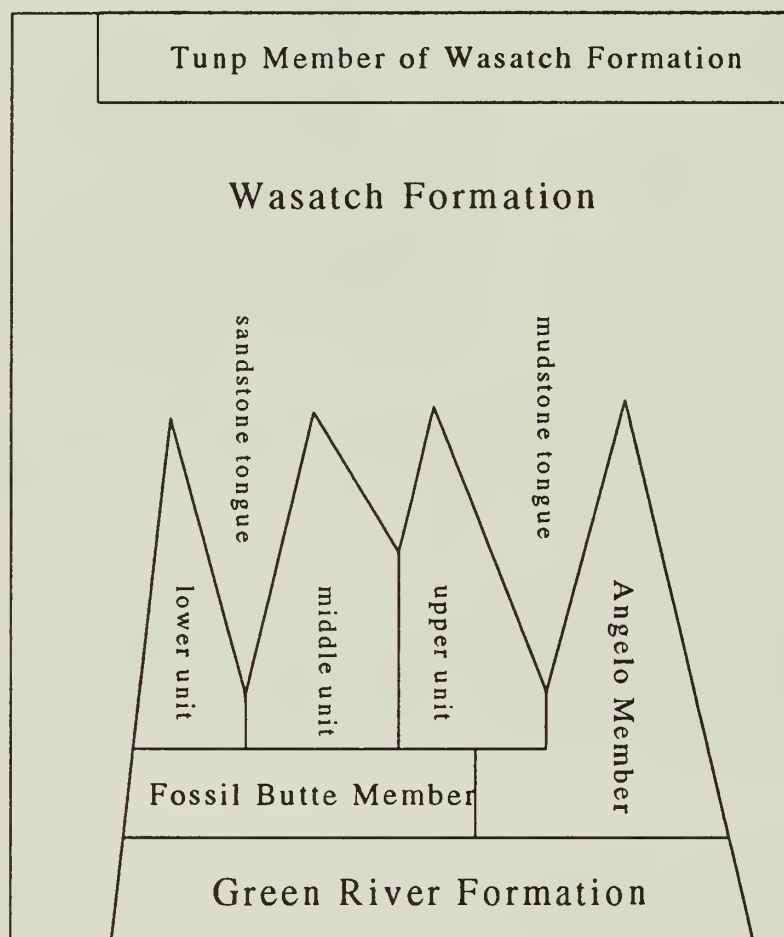 Tunp Member of Wasatch Formation
Wasatch Formation
sandstone tongue
mudstone tongue
lower unit
middle unit
upper unit
Angelo Member
Fossil Butte Member
Green River Formation